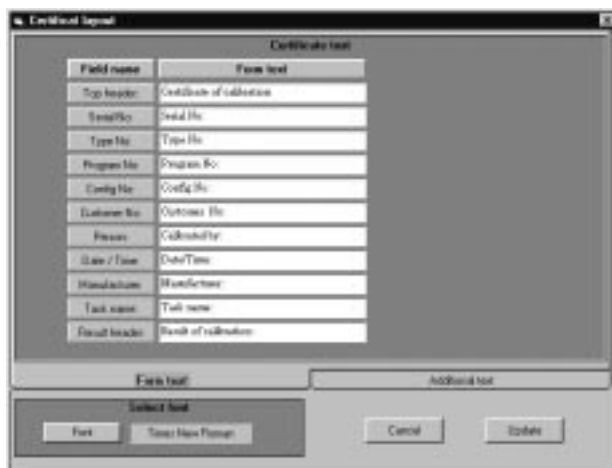 Certificat layout
Certificate text
Field name Form text
Top header Certificate of calibration
Serial No Serial No:
Type No Type No:
Program No Program No:
Config No Config No:
Customer No Customer No:
Person Calibrated by:
Date / Time Date/Time:
Manufacturer Manufacturer:
Task name Task name:
Result header Result of calibration:
Form text Additional text
Select font
Font Times New Roman Cancel Update